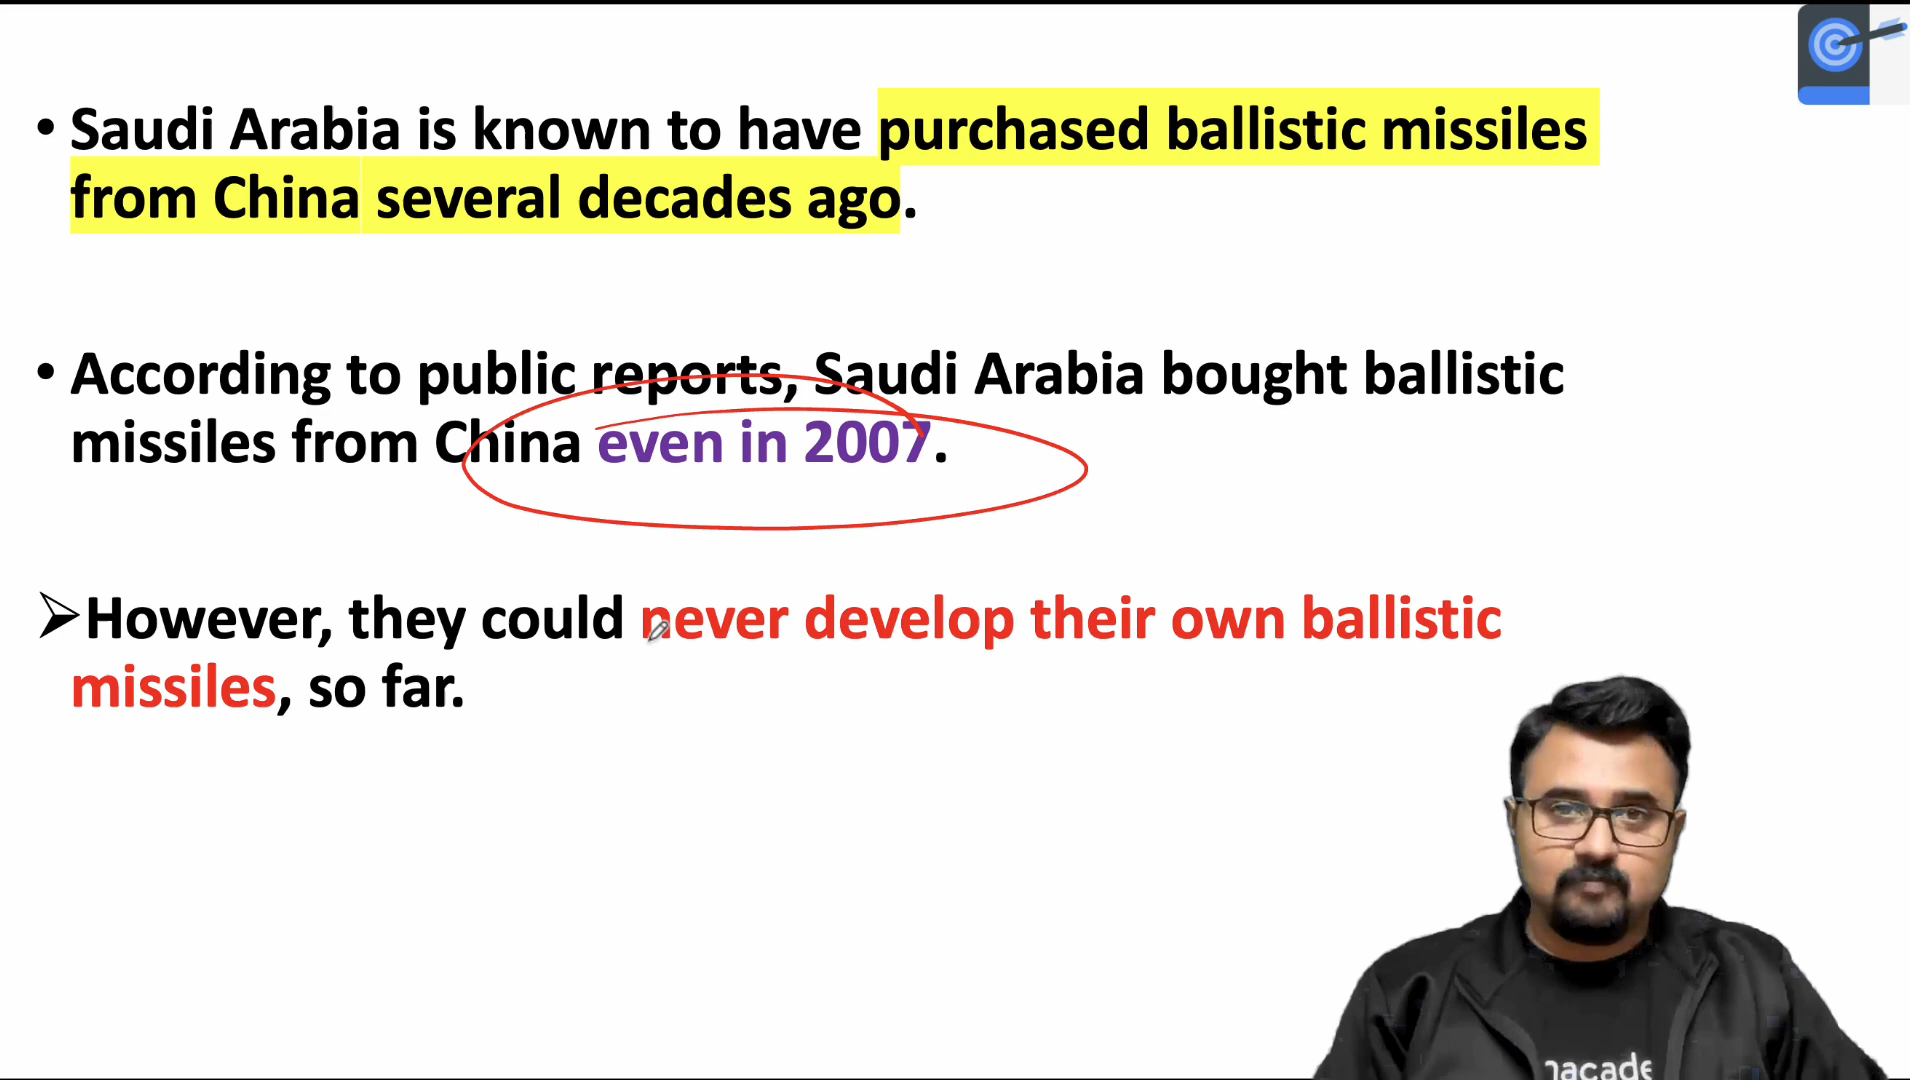 • Saudi Arabia is known to have purchased ballistic missiles
from China several decades ago.
• According to public reports, Saudi Arabia bought ballistic
missiles from China even in 2007.
➢However, they could never develop their own ballistic
missiles, so far.
nacade